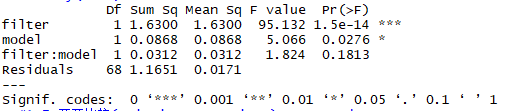 Df Sum Sq Mean Sq F value Pr(>F)
filter 1 1.6300 1.6300 95.132 1.5e-14 ***
model 1 0.0868 0.0868 5.066 0.0276 *
filter:model 1 0.0312 0.0312 1.824 0.1813
Residuals 68 1.1651 0.0171
---
Signif. codes: 0 ‘***’ 0.001 ‘**’ 0.01 ‘*’ 0.05 ‘.’ 0.1 ‘ ’ 1